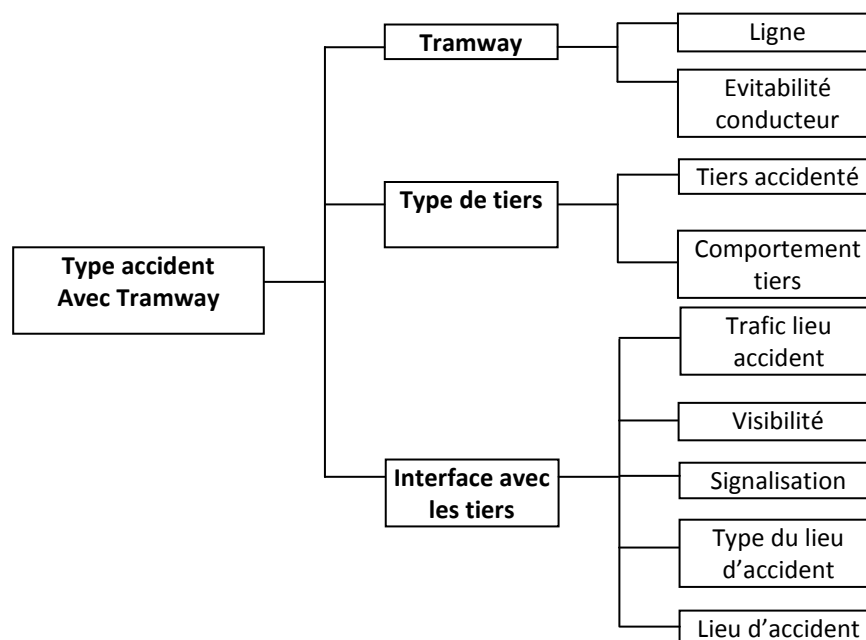 Type accident
Avec Tramway
Tramway
Ligne
Evitabilité
conducteur
Type de tiers
Tiers accidenté
Comportement
tiers
Interface avec
les tiers
Trafic lieu
accident
Visibilité
Signalisation
Type du lieu
d’accident
Lieu d’accident